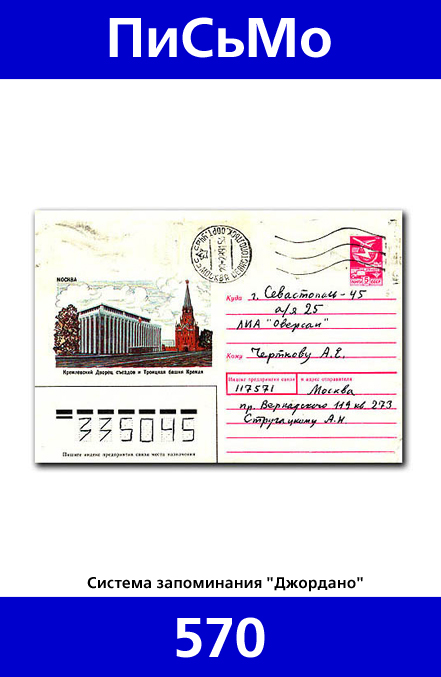 ПиСьМо
МОСКВА
ПОЧТА СССР
5
Куда г. Севастополь-45
а/я 25
ЛИА "Оверсан"
Кому Черткову А.Е.
Кремлевский Дворец съездов и Троицкая башня Кремля
Индекс предприятия связи и адрес отправителя
117571 Москва
пр. Вернадского 119 кв 273
Стругацкому А.Н.
335045
Пишите индекс предприятия связи места назначения
Система запоминания "Джордано"
570